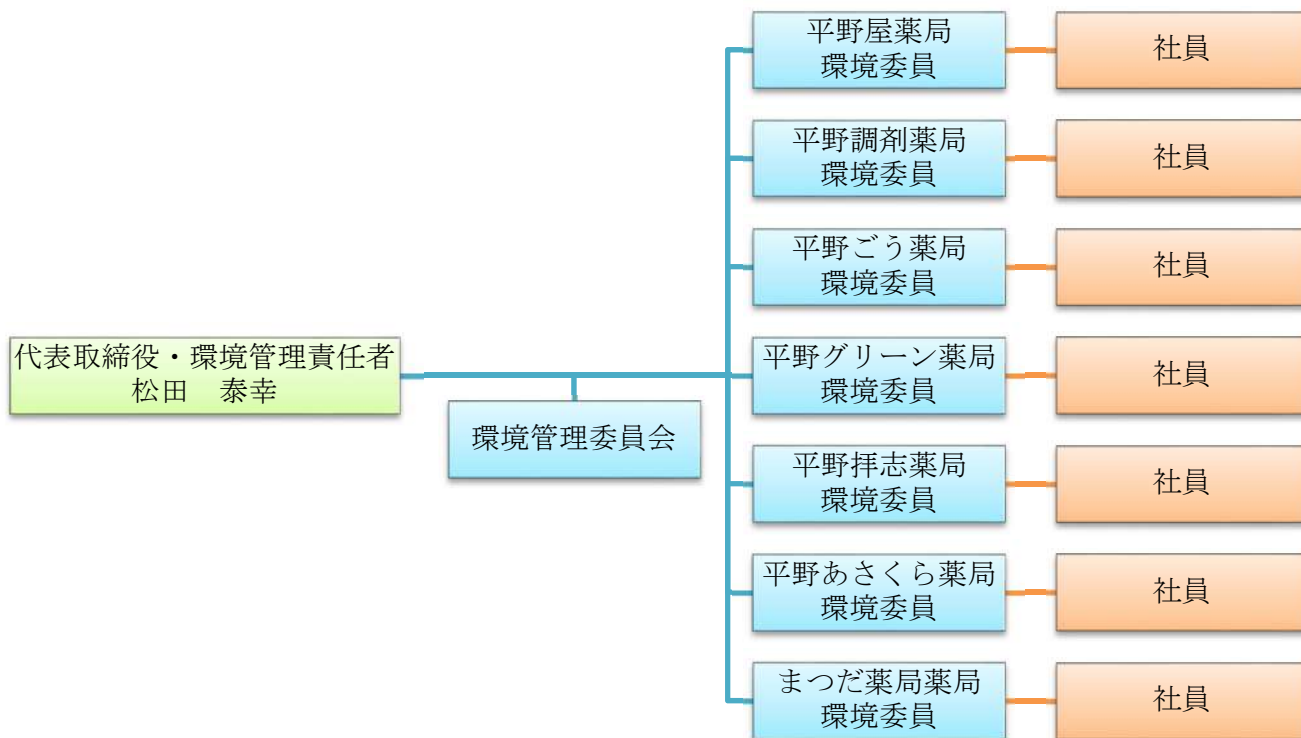 代表取締役・環境管理責任者
松田　泰幸
環境管理委員会
平野屋薬局
環境委員
社員
平野調剤薬局
環境委員
社員
平野ごう薬局
環境委員
社員
平野グリーン薬局
環境委員
社員
平野拝志薬局
環境委員
社員
平野あさくら薬局
環境委員
社員
まつだ薬局薬局
環境委員
社員